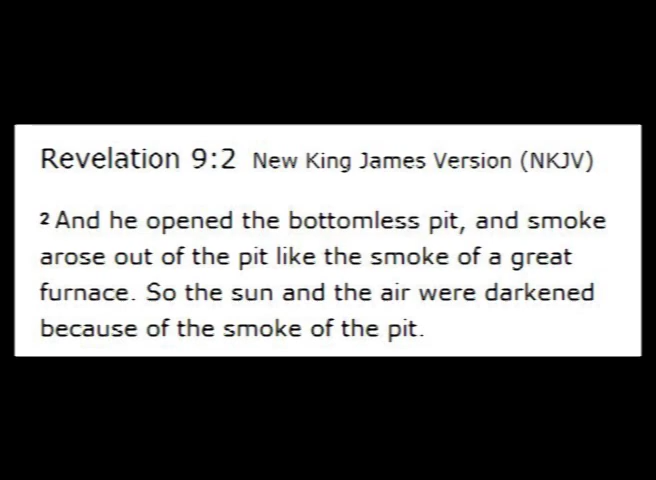 Revelation 9:2 New King James Version (NKJV)
2 And he opened the bottomless pit, and smoke
arose out of the pit like the smoke of a great
furnace. So the sun and the air were darkened
because of the smoke of the pit.